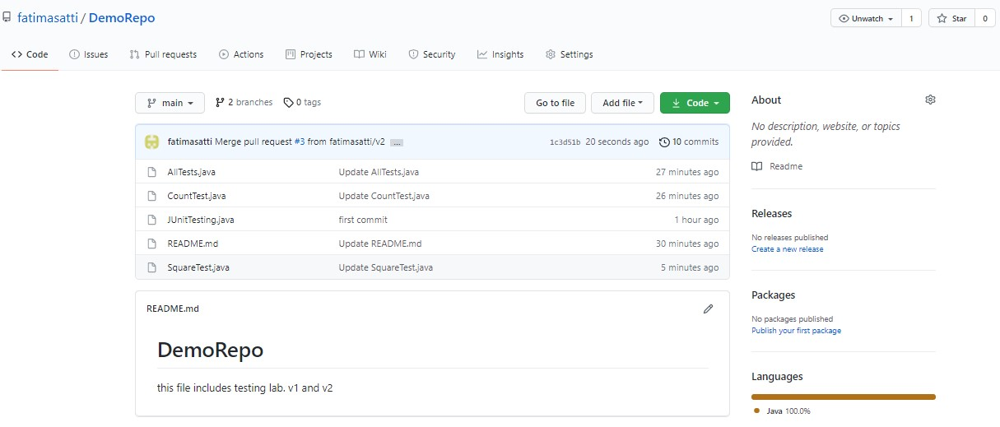 fatimasatti / DemoRepo
Unwatch 1 Star 0
Code Issues Pull requests Actions Projects Wiki Security Insights Settings
main 2 branches 0 tags Go to file Add file Code
fatimasatti Merge pull request #3 from fatimasatti/v2 ... 1c3d51b 20 seconds ago 10 commits
AllTests.java Update AllTests.java 27 minutes ago
CountTest.java Update CountTest.java 26 minutes ago
JUnitTesting.java first commit 1 hour ago
README.md Update README.md 30 minutes ago
SquareTest.java Update SquareTest.java 5 minutes ago
README.md
DemoRepo
this file includes testing lab. v1 and v2
About
No description, website, or topics
provided.
Readme
Releases
No releases published
Create a new release
Packages
No packages published
Publish your first package
Languages
Java 100.0%